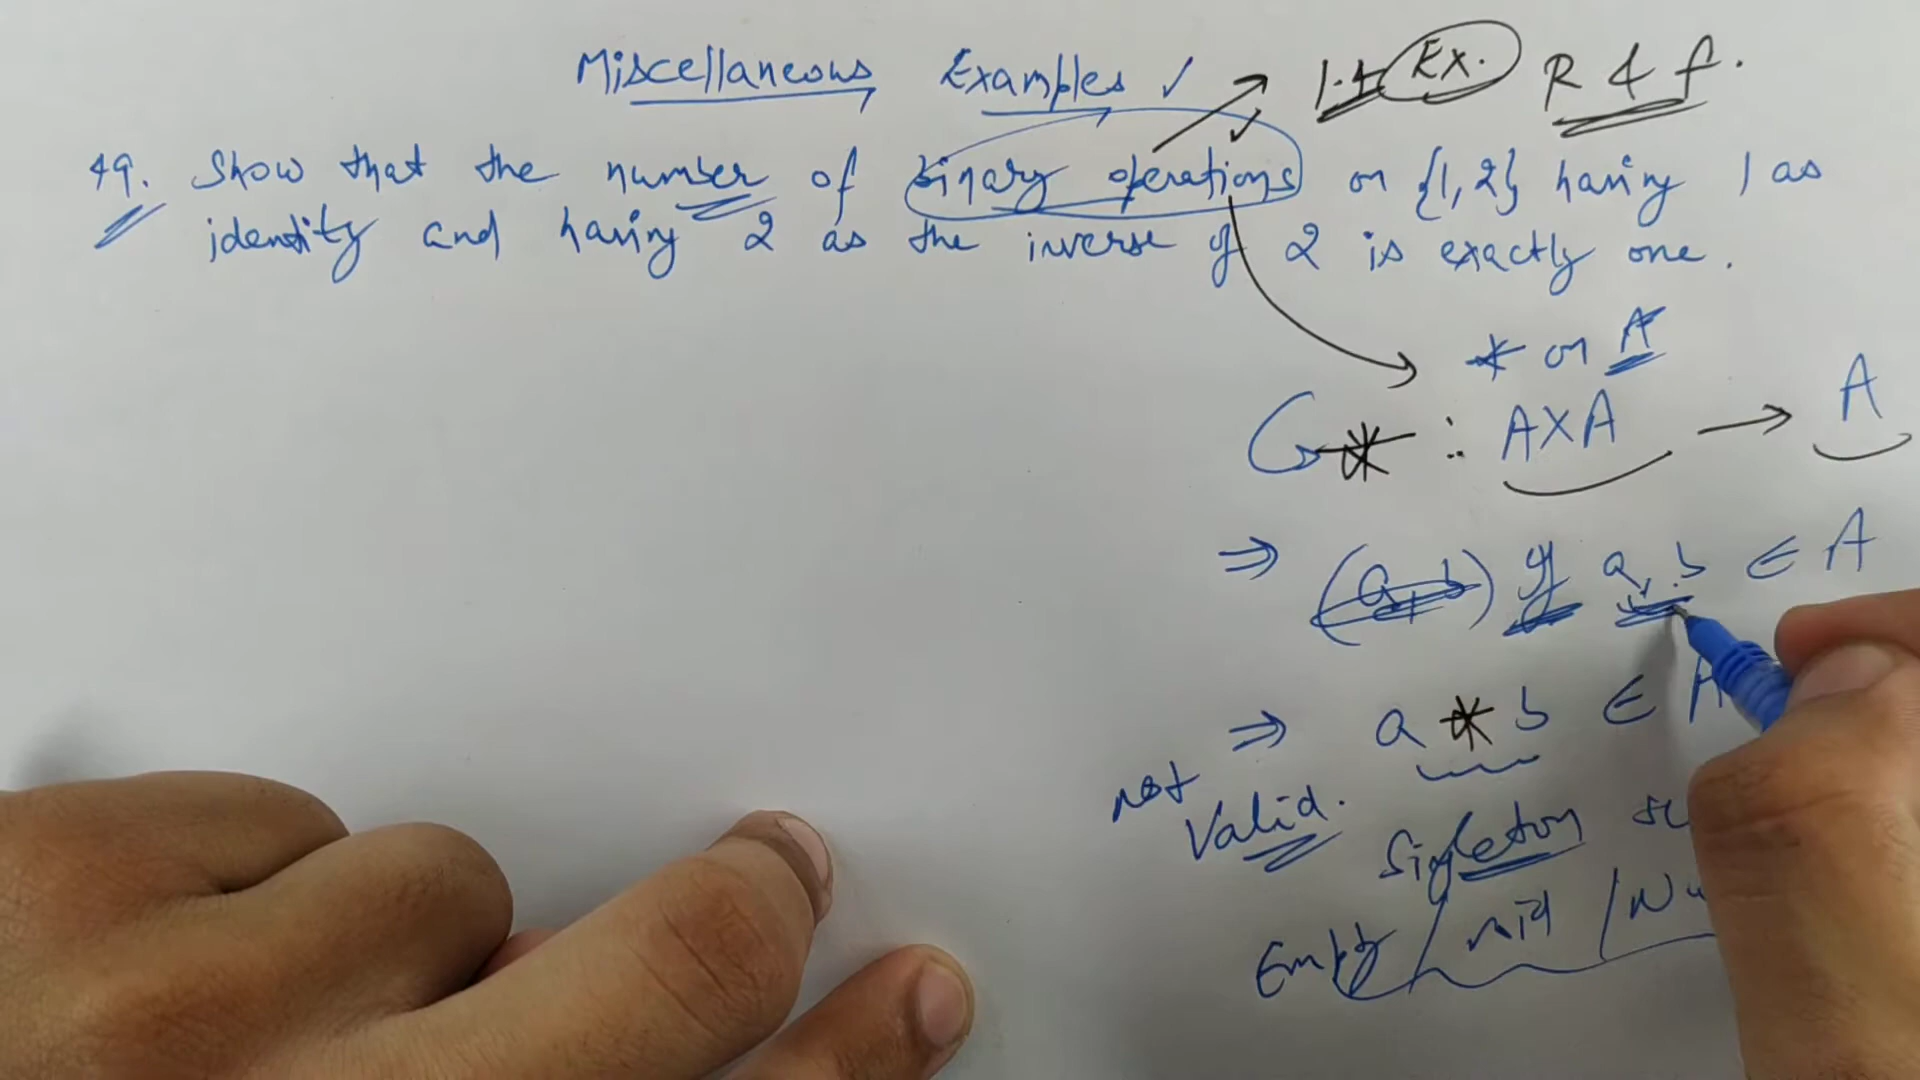 Miscellaneous Examples ✓ 1.4 Ex. R & f.
49. Show that the number of binary operations on {1,2} having 1 as
identity and having 2 as the inverse of 2 is exactly one.
* on A
* : A×A → A
⇒ (a, b) if a, b ∈ A
⇒ a * b ∈ A
not
Valid.
Singleton
Empty /